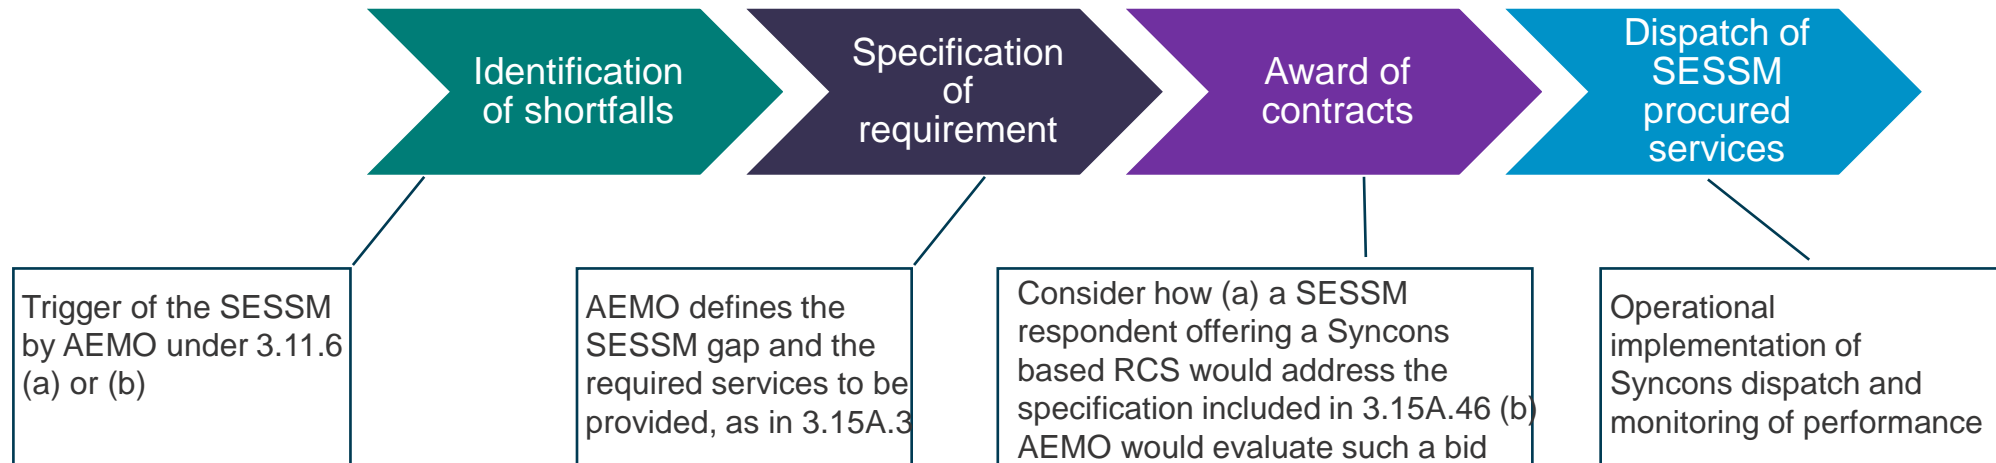 Identification
of shortfalls
Specification
of
requirement
Award of
contracts
Dispatch of
SESSM
procured
services
Trigger of the SESSM
by AEMO under 3.11.6
(a) or (b)
AEMO defines the
SESSM gap and the
required services to be
provided, as in 3.15A.3
Consider how (a) a SESSM
respondent offering a Syncons
based RCS would address the
specification included in 3.15A.46 (b)
AEMO would evaluate such a bid
Operational
implementation of
Syncons dispatch and
monitoring of performance